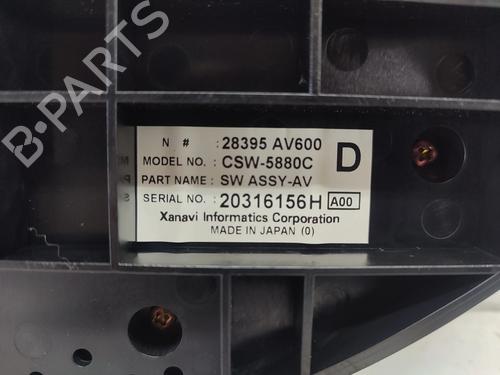 B-PARTS
N #: 28395 AV600
D
MODEL NO.: CSW-5880C
PART NAME: SW ASSY-AV
SERIAL NO.: 20316156H A00
Xanavi Informatics Corporation
MADE IN JAPAN (0)